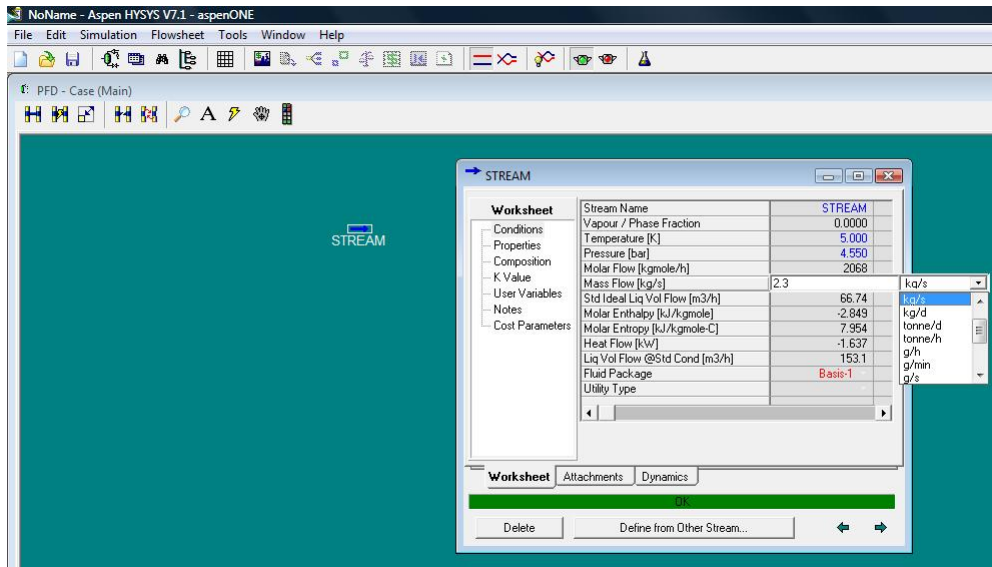 NoName - Aspen HYSYS V7.1 - aspenONE
File Edit Simulation Flowsheet Tools Window Help
PFD - Case (Main)
A
STREAM
STREAM
Worksheet
Conditions
Properties
Composition
K Value
User Variables
Notes
Cost Parameters
Stream Name STREAM
Vapour / Phase Fraction 0.0000
Temperature [K] 5.000
Pressure [bar] 4.550
Molar Flow [kgmole/h] 2068
Mass Flow [kg/s] 2.3 kg/s
Std Ideal Liq Vol Flow [m3/h] 66.74
Molar Enthalpy [kJ/kgmole] -2.849
Molar Entropy [kJ/kgmole-C] 7.954
Heat Flow [kW] -1.637
Liq Vol Flow @Std Cond [m3/h] 153.1
Fluid Package Basis-1
Utility Type
kg/s
kg/d
tonne/d
tonne/h
g/h
g/min
g/s
Worksheet Attachments Dynamics
OK
Delete Define from Other Stream...